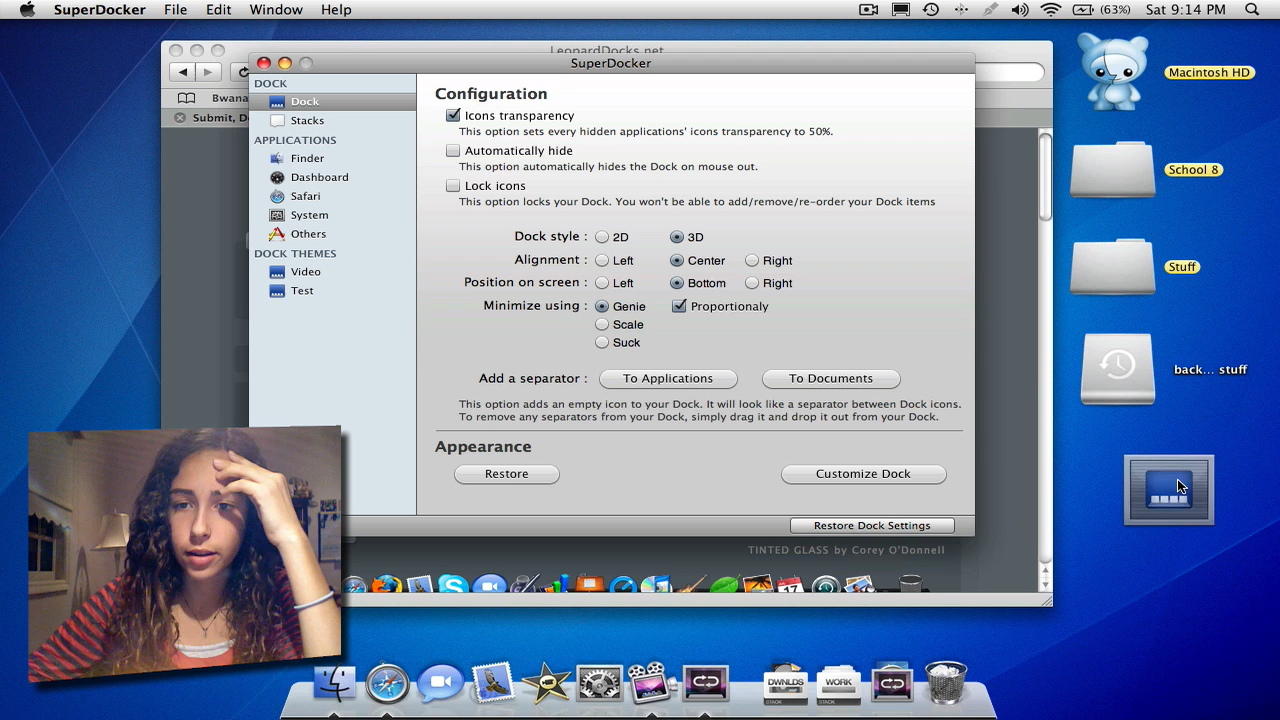 SuperDocker File Edit Window Help (63%) Sat 9:14 PM
LeopardDocks.net
SuperDocker
Bwana
Submit, D
DOCK
Dock
Stacks
APPLICATIONS
Finder
Dashboard
Safari
System
Others
DOCK THEMES
Video
Test
Configuration
Icons transparency
This option sets every hidden applications' icons transparency to 50%.
Automatically hide
This option automatically hides the Dock on mouse out.
Lock icons
This option locks your Dock. You won't be able to add/remove/re-order your Dock items
Dock style : 2D 3D
Alignment : Left Center Right
Position on screen : Left Bottom Right
Minimize using : Genie Proportionaly
Scale
Suck
Add a separator : To Applications To Documents
This option adds an empty icon to your Dock. It will look like a separator between Dock icons.
To remove any separators from your Dock, simply drag it and drop it out from your Dock.
Appearance
Restore Customize Dock
Restore Dock Settings
TINTED GLASS by Corey O'Donnell
17
Macintosh HD
School 8
Stuff
back... stuff
DWNLDS
STACK
WORK
STACK